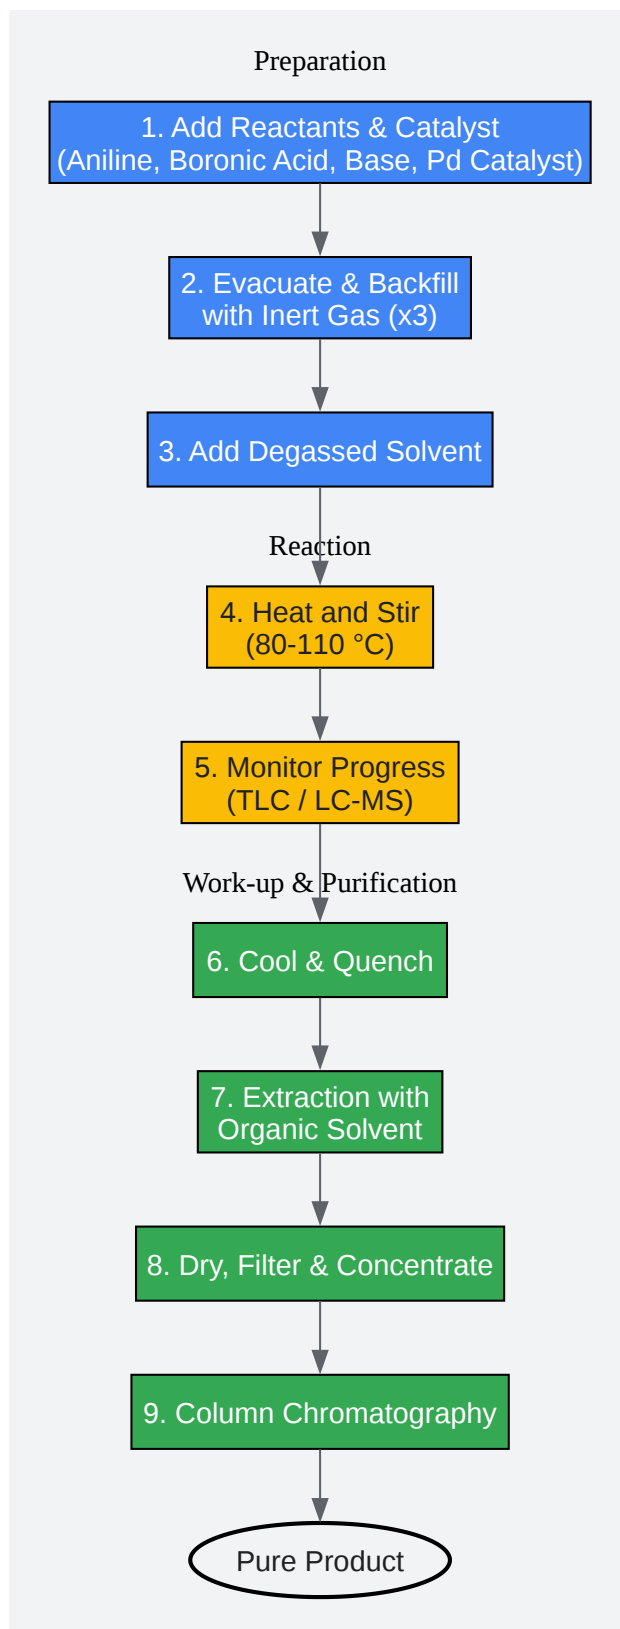 Preparation
1. Add Reactants & Catalyst
(Aniline, Boronic Acid, Base, Pd Catalyst)
2. Evacuate & Backfill
with Inert Gas (x3)
3. Add Degassed Solvent
Reaction
4. Heat and Stir
(80-110 °C)
5. Monitor Progress
(TLC / LC-MS)
Work-up & Purification
6. Cool & Quench
7. Extraction with
Organic Solvent
8. Dry, Filter & Concentrate
9. Column Chromatography
Pure Product